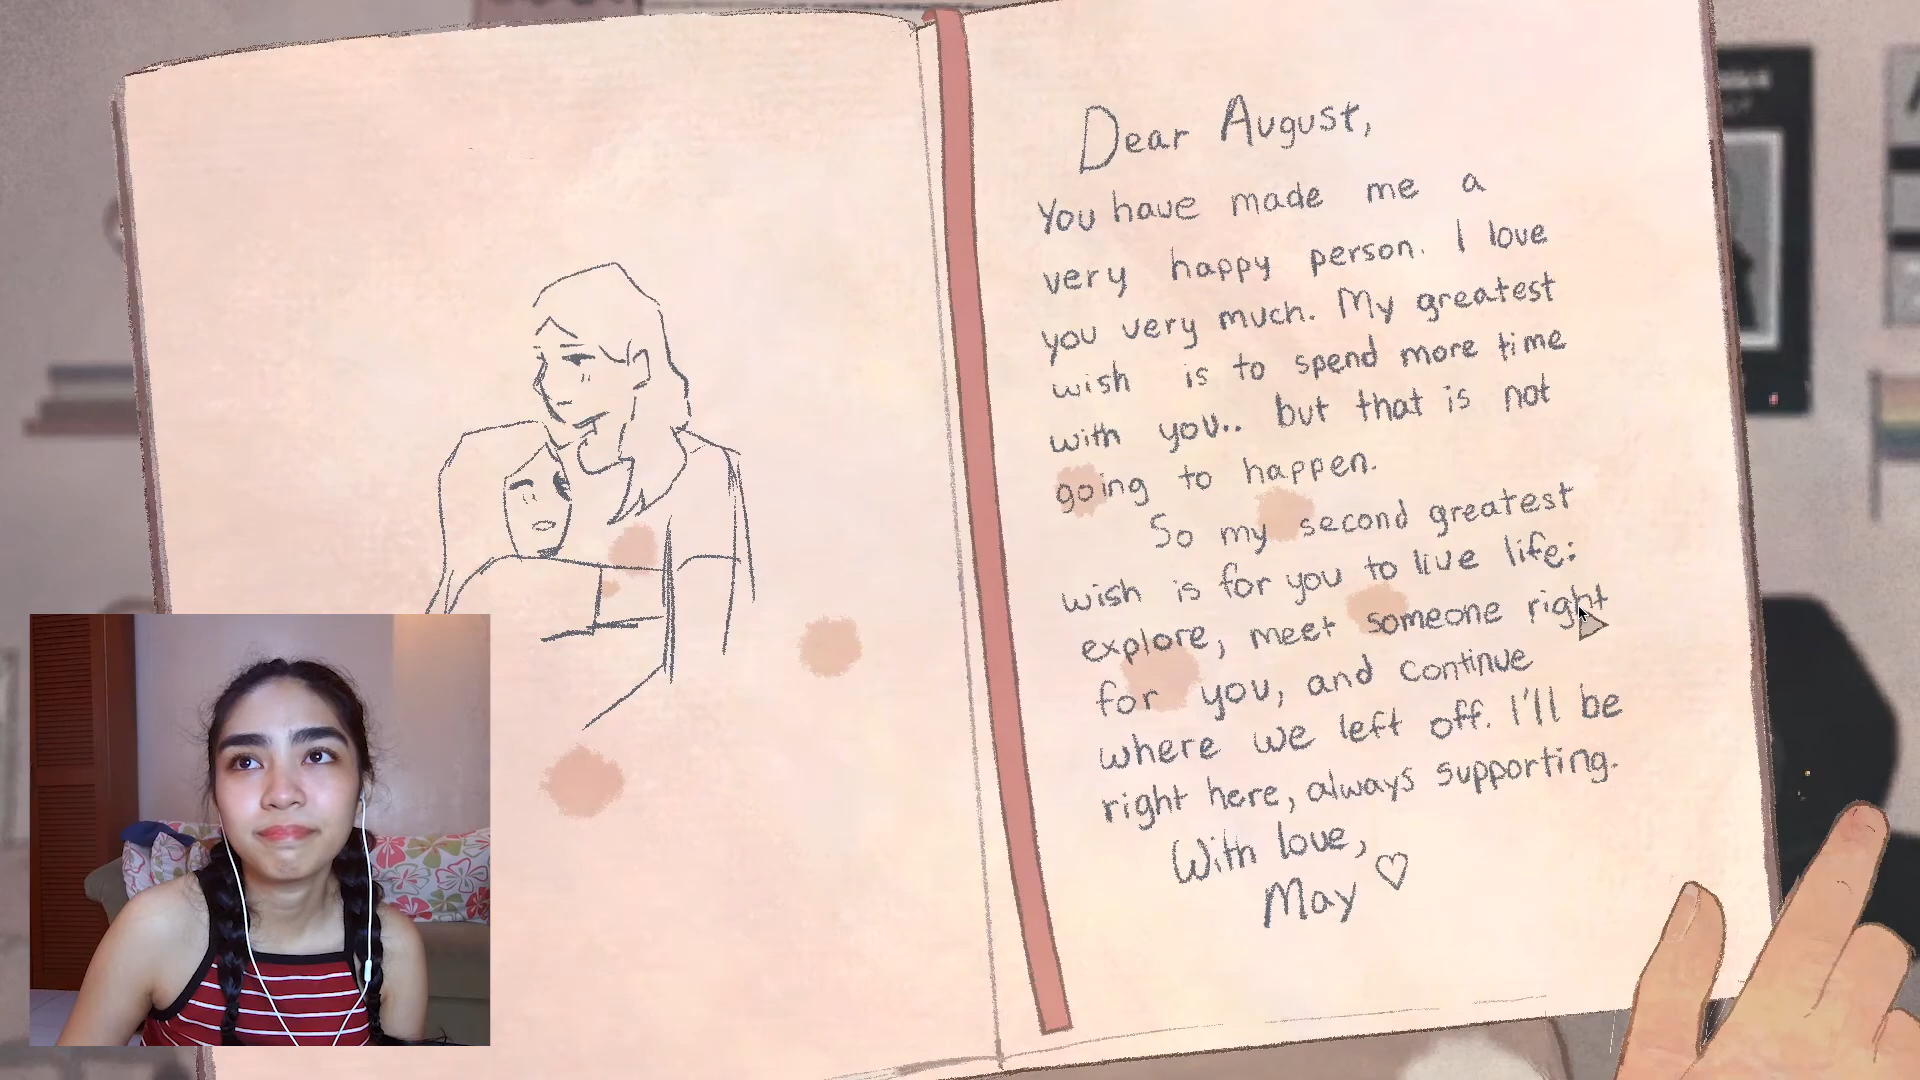 Dear August,
You have made me a
very happy person. I love
you very much. My greatest
wish is to spend more time
with you.. but that is not
going to happen.
So my second greatest
wish is for you to live life:
explore, meet someone right
for you, and continue
where we left off. I'll be
right here, always supporting.
With love,
May ♡